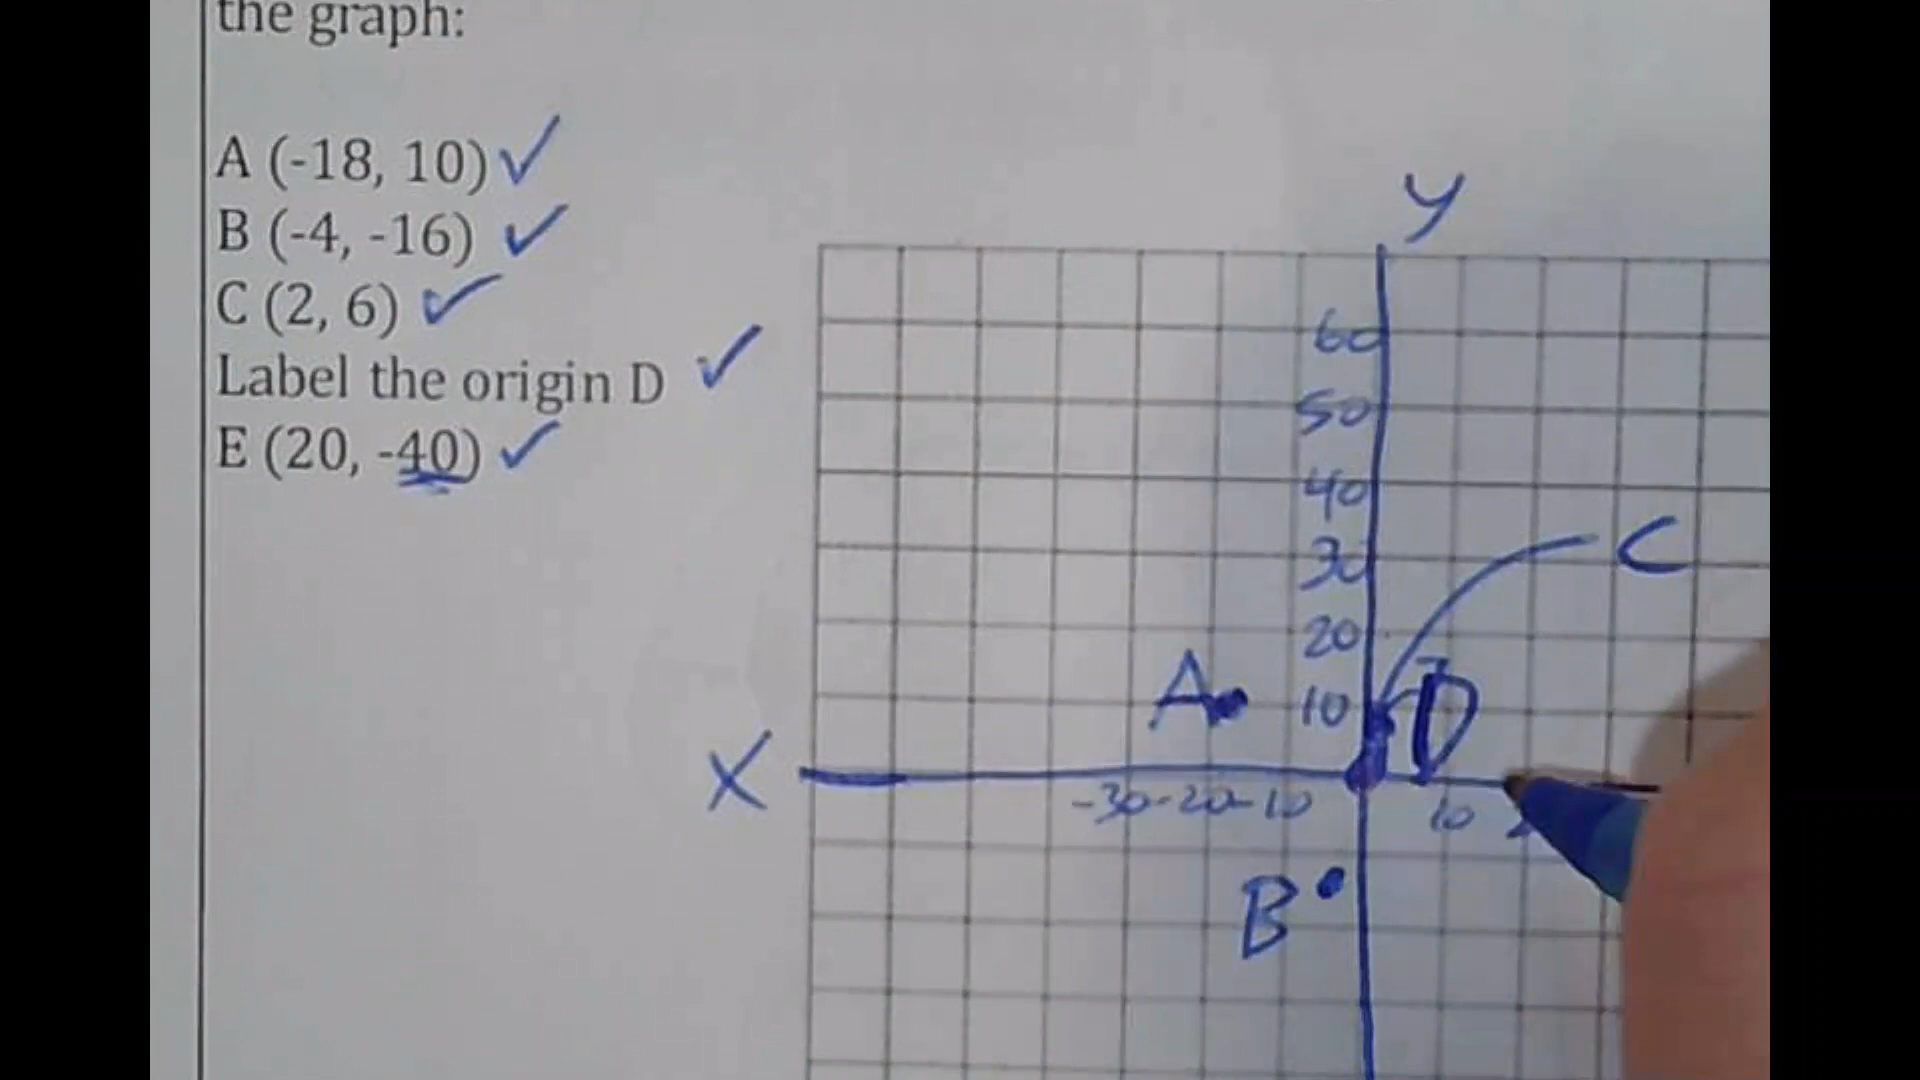 the graph:
A (-18, 10) ✓
B (-4, -16) ✓
C (2, 6) ✓
Label the origin D ✓
E (20, -40) ✓
y
60
50
40
C
30
20
A
10
D
X
-30 -20 -10
10
B